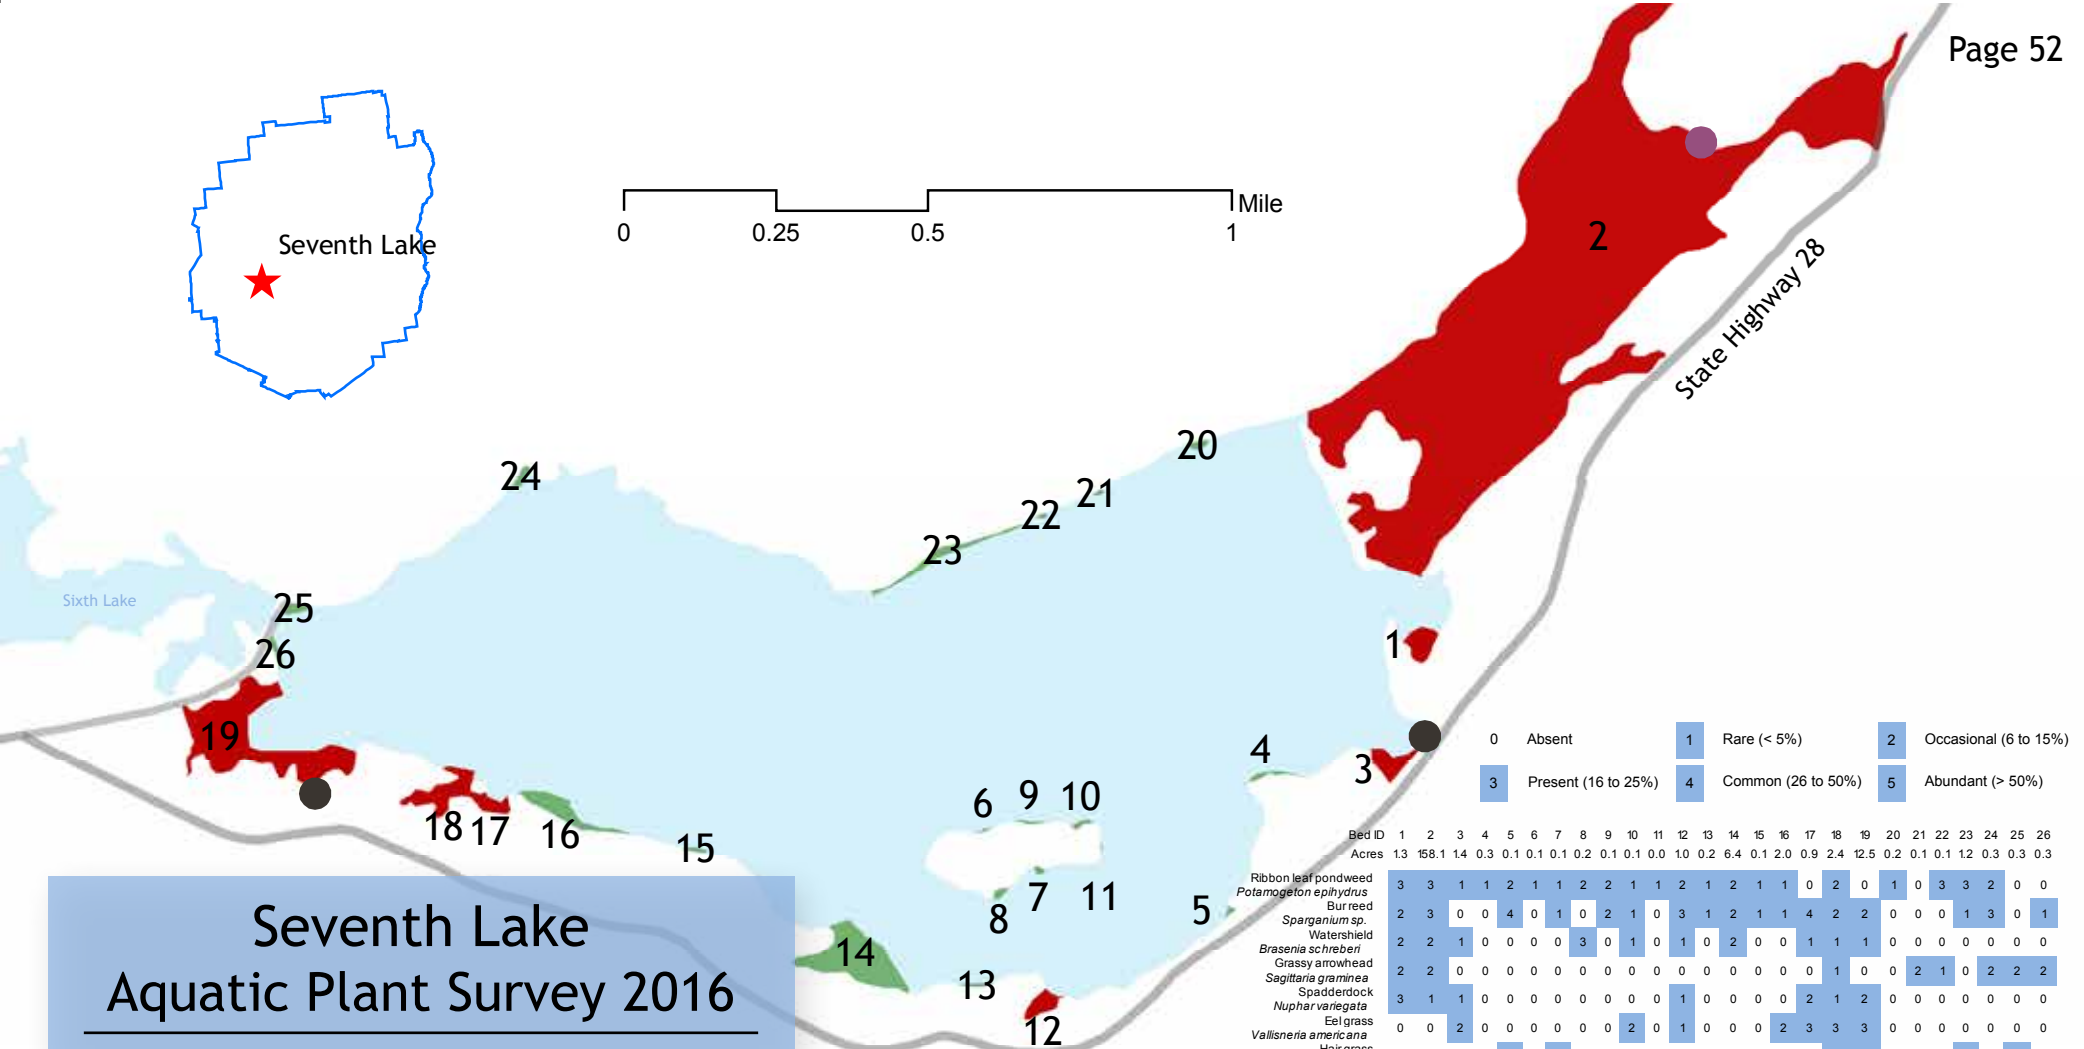 Page 52
Seventh Lake
Mile
0 0.25 0.5 1
2
State Highway 28
20
24
21
22
23
Sixth Lake
25
1
26
19
4
3
6 9 10
18 17 16
15
7 11
8
5
14
13
12
Seventh Lake
Aquatic Plant Survey 2016
0 Absent 1 Rare (< 5%) 2 Occasional (6 to 15%)
3 Present (16 to 25%) 4 Common (26 to 50%) 5 Abundant (> 50%)
Bed ID 1 2 3 4 5 6 7 8 9 10 11 12 13 14 15 16 17 18 19 20 21 22 23 24 25 26
Acres 1.3 158.1 1.4 0.3 0.1 0.1 0.1 0.2 0.1 0.1 0.0 1.0 0.2 6.4 0.1 2.0 0.9 2.4 12.5 0.2 0.1 0.1 1.2 0.3 0.3 0.3
Ribbon leaf pondweed
Potamogeton epihydrus 3 3 1 1 2 1 1 2 2 1 1 2 1 2 1 1 0 2 0 1 0 3 3 2 0 0
Bur reed
Sparganium sp. 2 3 0 0 4 0 1 0 2 1 0 3 1 2 1 1 4 2 2 0 0 0 1 3 0 1
Watershield
Brasenia schreberi 2 2 1 0 0 0 0 3 0 1 0 1 0 2 0 0 1 1 1 0 0 0 0 0 0 0
Grassy arrowhead
Sagittaria graminea 2 2 0 0 0 0 0 0 0 0 0 0 0 0 0 0 0 1 0 0 2 1 0 2 2 2
Spadderdock
Nuphar variegata 3 1 1 0 0 0 0 0 0 0 0 1 0 0 0 0 2 1 2 0 0 0 0 0 0 0
Eel grass
Vallisneria americana 0 0 2 0 0 0 0 0 0 2 0 1 0 0 0 2 3 3 3 0 0 0 0 0 0 0